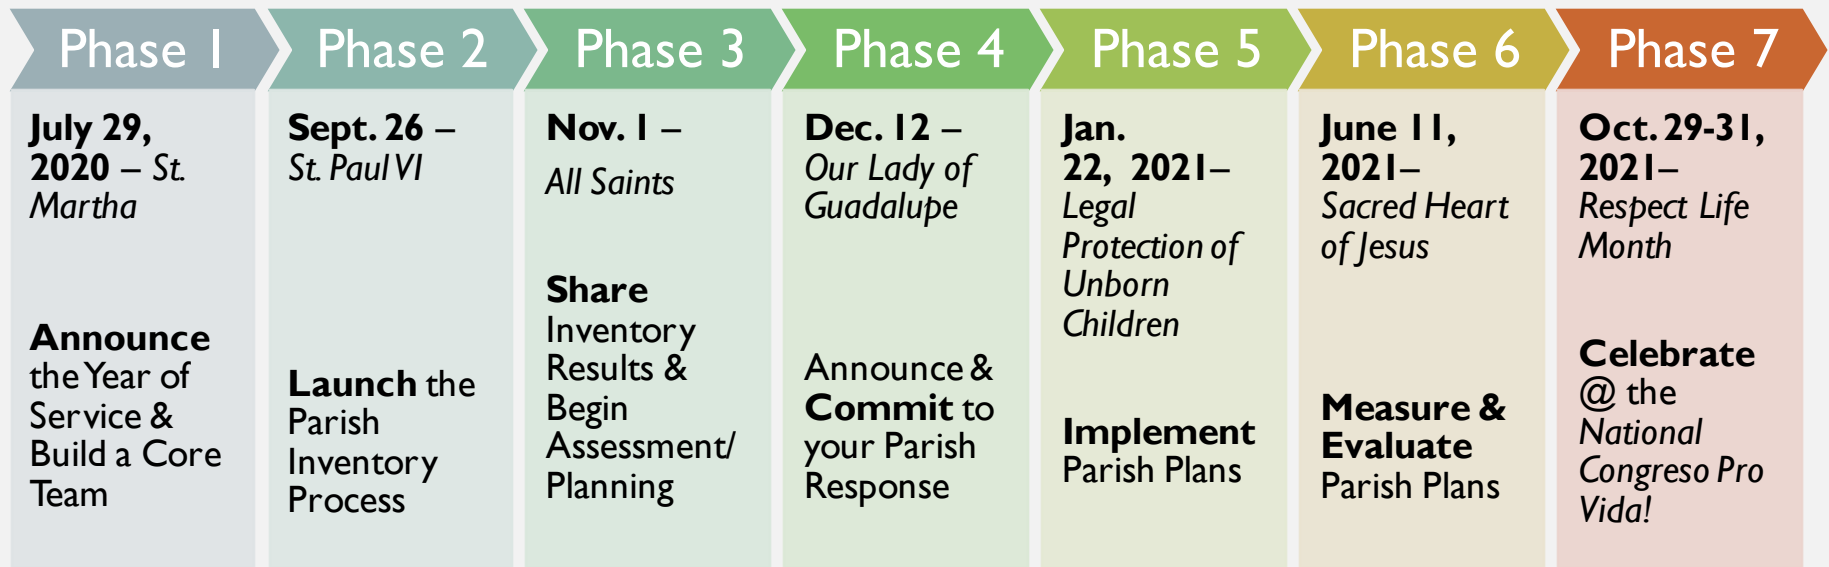 Phase 1
July 29,
2020 – St.
Martha
Announce
the Year of
Service &
Build a Core
Team
Phase 2
Sept. 26 –
St. Paul VI
Launch the
Parish
Inventory
Process
Phase 3
Nov. 1 –
All Saints
Share
Inventory
Results &
Begin
Assessment/
Planning
Phase 4
Dec. 12 –
Our Lady of
Guadalupe
Announce &
Commit to
your Parish
Response
Phase 5
Jan.
22, 2021–
Legal
Protection of
Unborn
Children
Implement
Parish Plans
Phase 6
June 11,
2021–
Sacred Heart
of Jesus
Measure &
Evaluate
Parish Plans
Phase 7
Oct. 29-31,
2021–
Respect Life
Month
Celebrate
@ the
National
Congreso Pro
Vida!